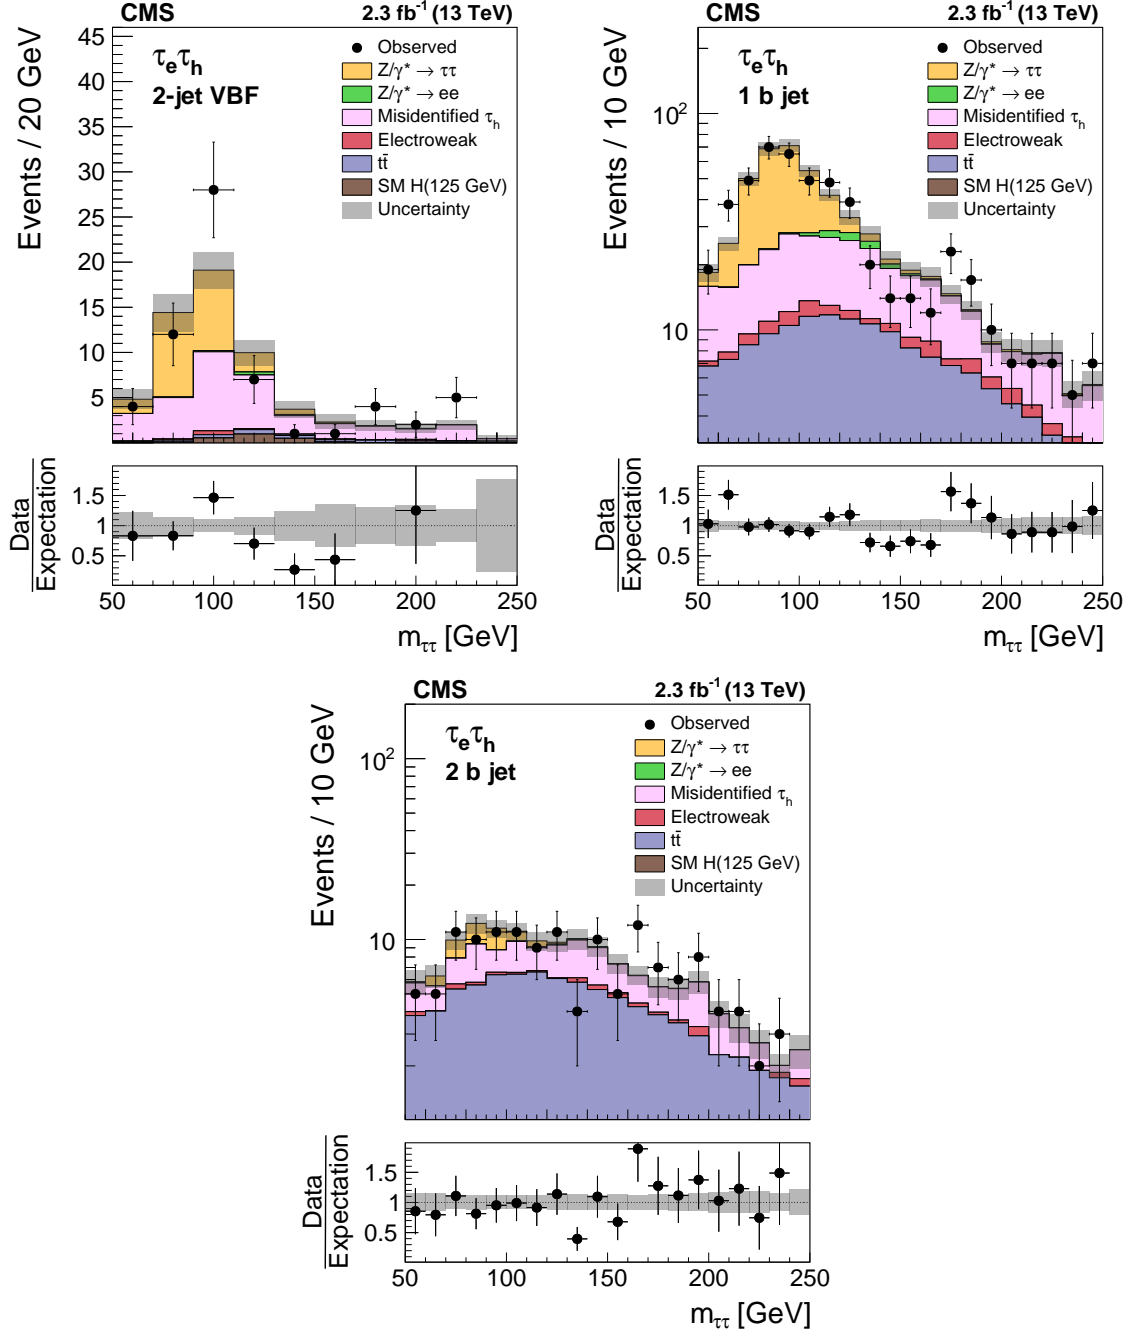 CMS 2.3 fb⁻¹ (13 TeV)
τeτh
2-jet VBF
Observed
Z/γ* → ττ
Z/γ* → ee
Misidentified τh
Electroweak
tt̄
SM H(125 GeV)
Uncertainty
Events / 20 GeV
45
40
35
30
25
20
15
10
5
Data
Expectation
1.5
1
0.5
50 100 150 200 250
mττ [GeV]
CMS 2.3 fb⁻¹ (13 TeV)
τeτh
1 b jet
Observed
Z/γ* → ττ
Z/γ* → ee
Misidentified τh
Electroweak
tt̄
SM H(125 GeV)
Uncertainty
Events / 10 GeV
10²
10
Data
Expectation
1.5
1
0.5
50 100 150 200 250
mττ [GeV]
CMS 2.3 fb⁻¹ (13 TeV)
τeτh
2 b jet
Observed
Z/γ* → ττ
Z/γ* → ee
Misidentified τh
Electroweak
tt̄
SM H(125 GeV)
Uncertainty
Events / 10 GeV
10²
10
Data
Expectation
1.5
1
0.5
50 100 150 200 250
mττ [GeV]